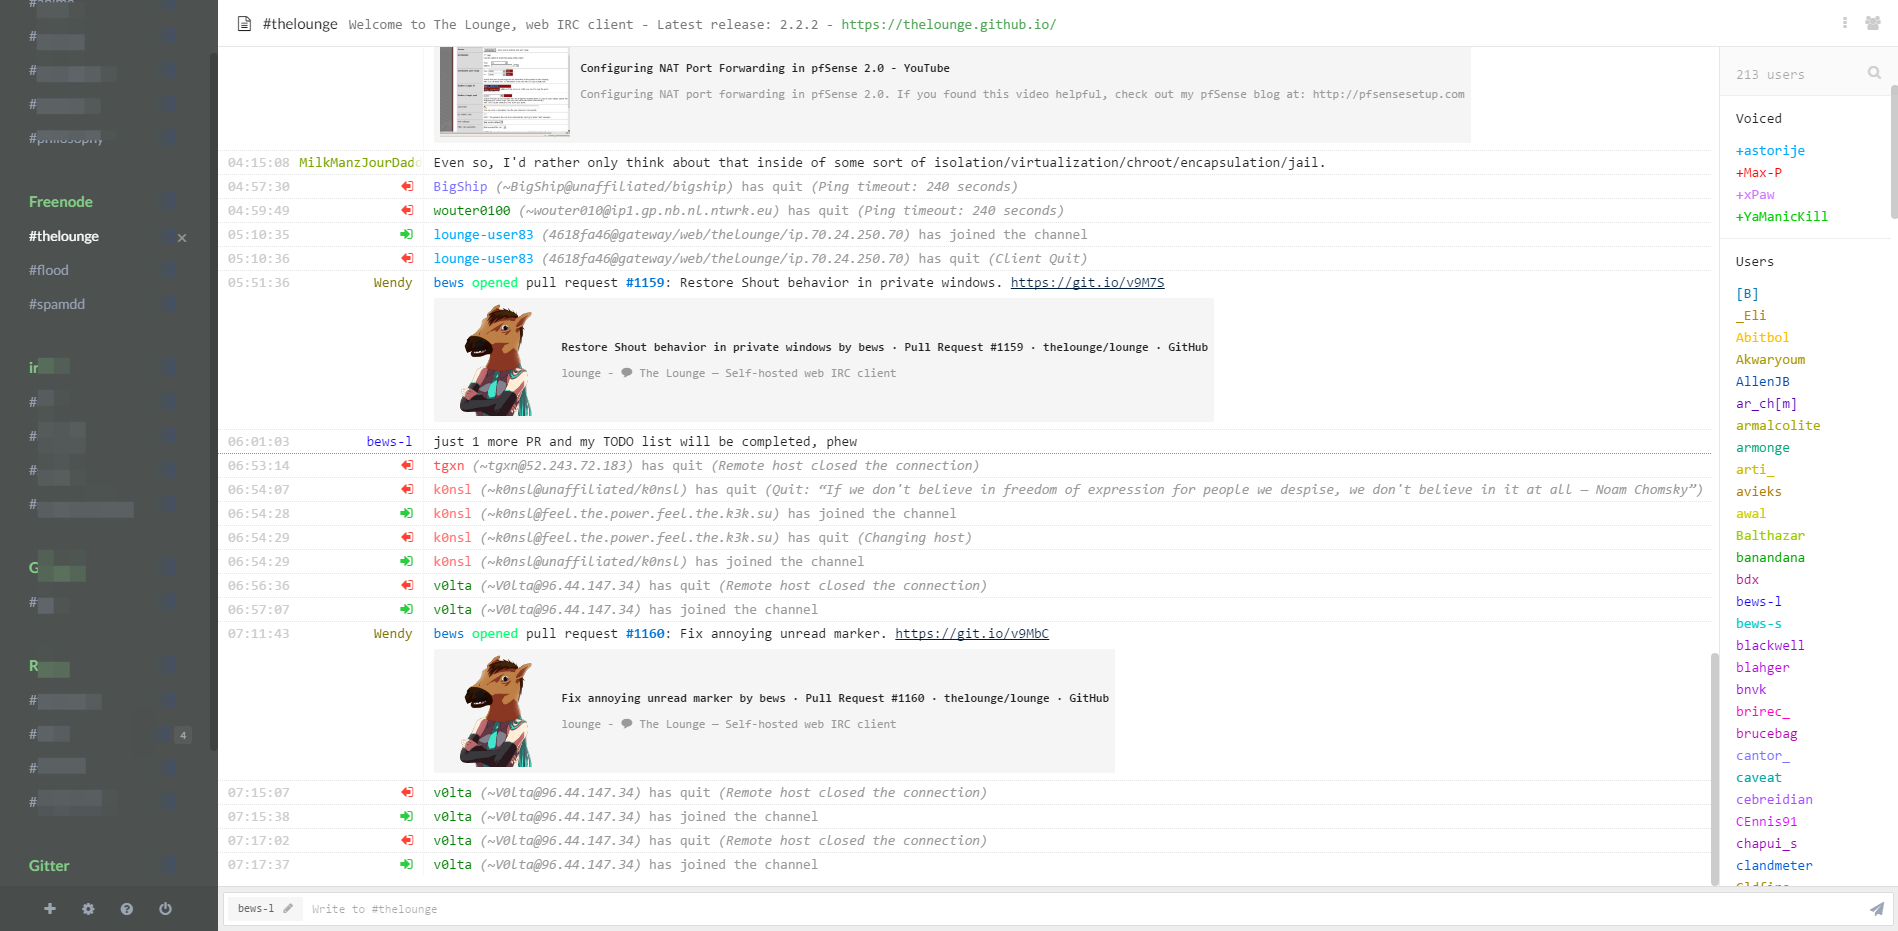 #thelounge Welcome to The Lounge, web IRC client - Latest release: 2.2.2 - https://thelounge.github.io/
#
#
#
#philosophy
Freenode
#thelounge ×
#flood
#spamdd
#
#
#
#
G
#
R
#
#
4
#
#
Gitter
Configuring NAT Port Forwarding in pfSense 2.0 - YouTube
Configuring NAT port forwarding in pfSense 2.0. If you found this video helpful, check out my pfSense blog at: http://pfsensesetup.com
04:15:08 MilkManzJourDadd Even so, I'd rather only think about that inside of some sort of isolation/virtualization/chroot/encapsulation/jail.
04:57:30 BigShip (~BigShip@unaffiliated/bigship) has quit (Ping timeout: 240 seconds)
04:59:49 wouter0100 (~wouter010@ip1.gp.nb.nl.ntwrk.eu) has quit (Ping timeout: 240 seconds)
05:10:35 lounge-user83 (4618fa46@gateway/web/thelounge/ip.70.24.250.70) has joined the channel
05:10:36 lounge-user83 (4618fa46@gateway/web/thelounge/ip.70.24.250.70) has quit (Client Quit)
05:51:36 Wendy bews opened pull request #1159: Restore Shout behavior in private windows. https://git.io/v9M7S
Restore Shout behavior in private windows by bews · Pull Request #1159 · thelounge/lounge · GitHub
lounge - 💬 The Lounge — Self-hosted web IRC client
06:01:03 bews-l just 1 more PR and my TODO list will be completed, phew
06:53:14 tgxn (~tgxn@52.243.72.183) has quit (Remote host closed the connection)
06:54:07 k0nsl (~k0nsl@unaffiliated/k0nsl) has quit (Quit: “If we don't believe in freedom of expression for people we despise, we don't believe in it at all — Noam Chomsky”)
06:54:28 k0nsl (~k0nsl@feel.the.power.feel.the.k3k.su) has joined the channel
06:54:29 k0nsl (~k0nsl@feel.the.power.feel.the.k3k.su) has quit (Changing host)
06:54:29 k0nsl (~k0nsl@unaffiliated/k0nsl) has joined the channel
06:56:36 v0lta (~V0lta@96.44.147.34) has quit (Remote host closed the connection)
06:57:07 v0lta (~V0lta@96.44.147.34) has joined the channel
07:11:43 Wendy bews opened pull request #1160: Fix annoying unread marker. https://git.io/v9MbC
Fix annoying unread marker by bews · Pull Request #1160 · thelounge/lounge · GitHub
lounge - 💬 The Lounge — Self-hosted web IRC client
07:15:07 v0lta (~V0lta@96.44.147.34) has quit (Remote host closed the connection)
07:15:38 v0lta (~V0lta@96.44.147.34) has joined the channel
07:17:02 v0lta (~V0lta@96.44.147.34) has quit (Remote host closed the connection)
07:17:37 v0lta (~V0lta@96.44.147.34) has joined the channel
bews-l Write to #thelounge
213 users
Voiced
+astorije
+Max-P
+xPaw
+YaManicKill
Users
[B]
_Eli
Abitbol
Akwaryoum
AllenJB
ar_ch[m]
armalcolite
armonge
arti_
avieks
awal
Balthazar
banandana
bdx
bews-l
bews-s
blackwell
blahger
bnvk
brirec_
brucebag
cantor_
caveat
cebreidian
CEnnis91
chapui_s
clandmeter